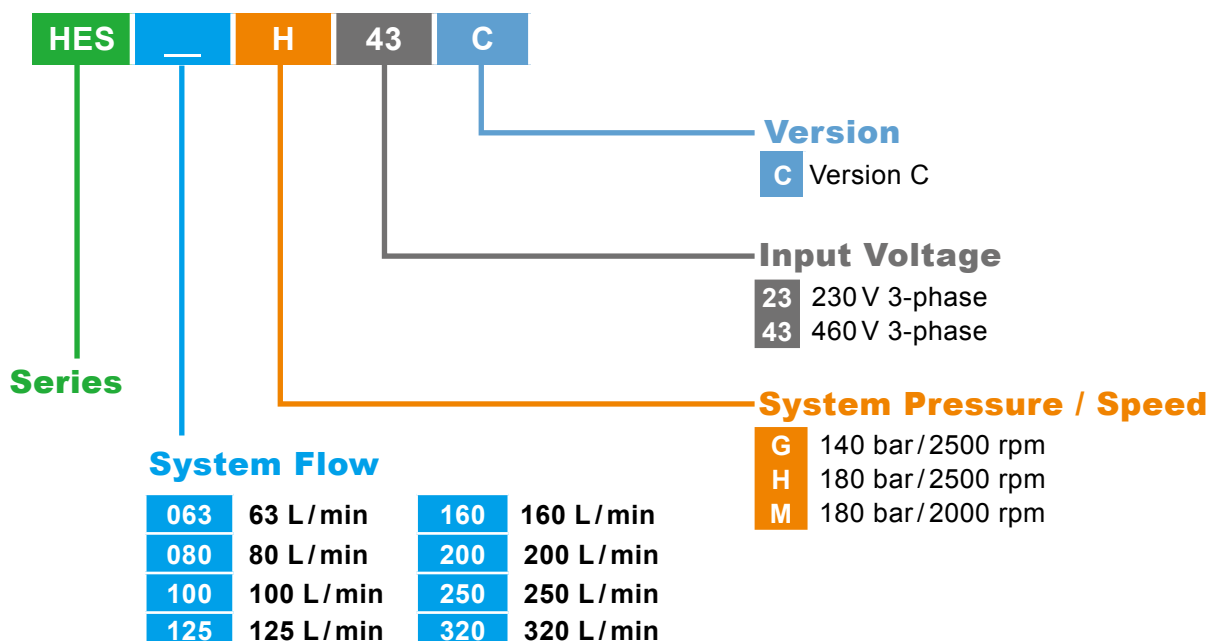 HES __ H 43 C
Version
C Version C
Input Voltage
23 230 V 3-phase
43 460 V 3-phase
Series
System Pressure / Speed
G 140 bar / 2500 rpm
H 180 bar / 2500 rpm
M 180 bar / 2000 rpm
System Flow
063 63 L / min 160 160 L / min
080 80 L / min 200 200 L / min
100 100 L / min 250 250 L / min
125 125 L / min 320 320 L / min